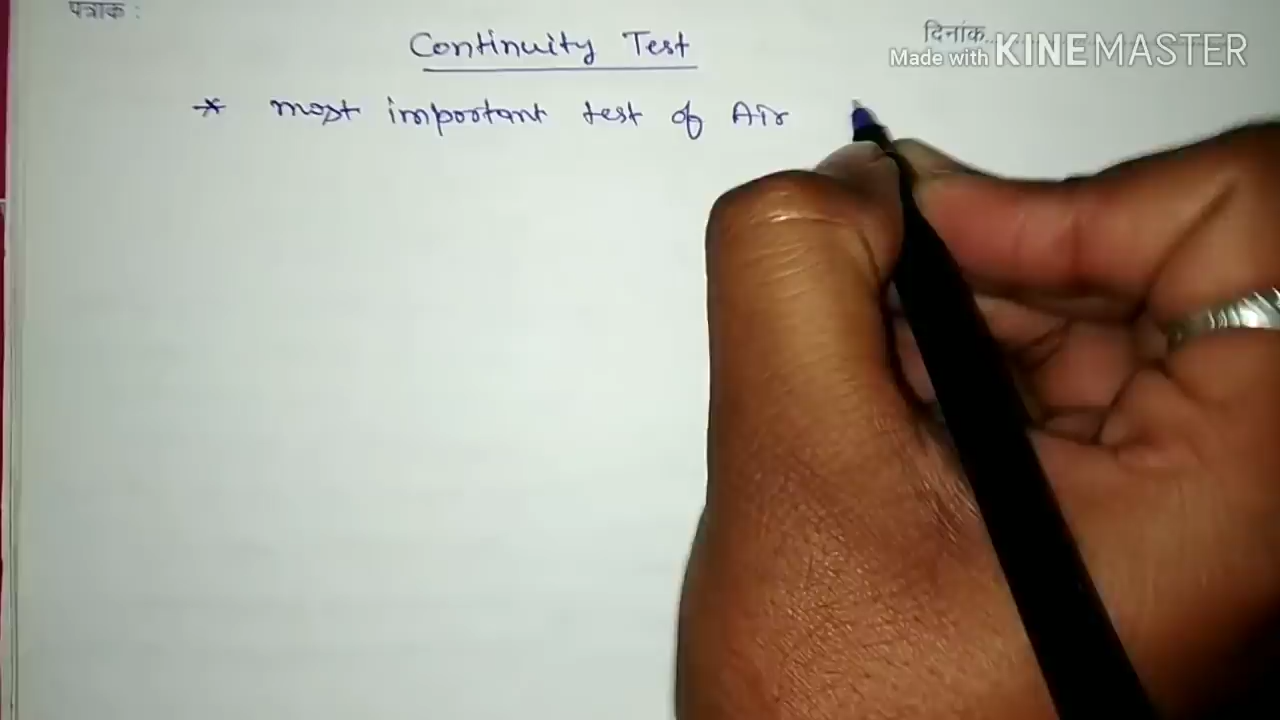 पत्रांक :
दिनांक..
Made with KINEMASTER
Continuity Test
* most important test of Air